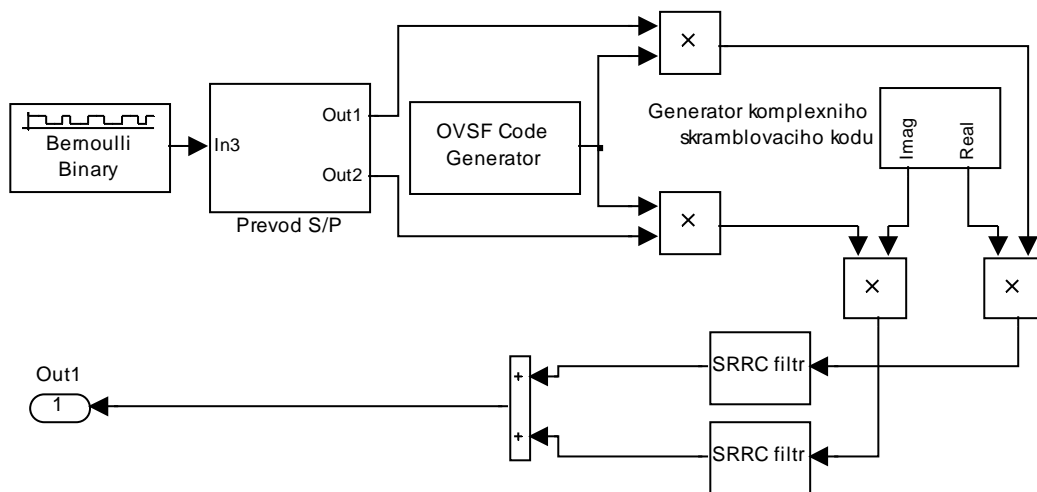 Bernoulli
Binary
In3
Out1
Out2
Prevod S/P
OVSF Code
Generator
×
×
Generator komplexniho
skramblovaciho kodu
Imag
Real
×
×
SRRC filtr
SRRC filtr
+
+
Out1
1